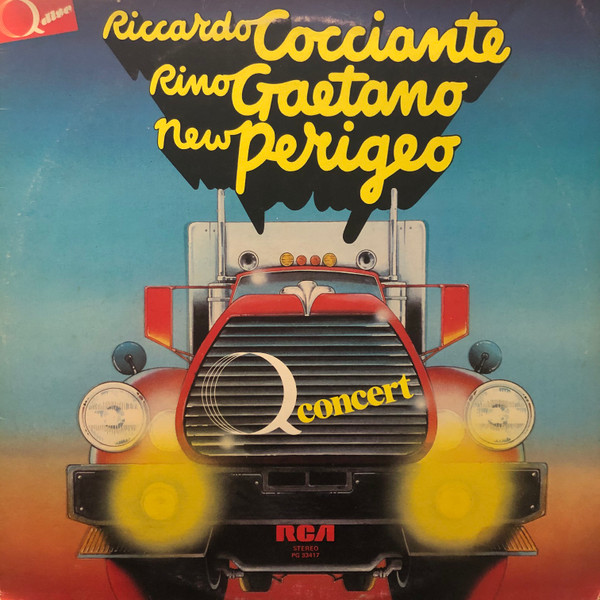 Q disc
Riccardo Cocciante
Rino Gaetano
New Perigeo
Q concert
RCA
STEREO
PG 33417